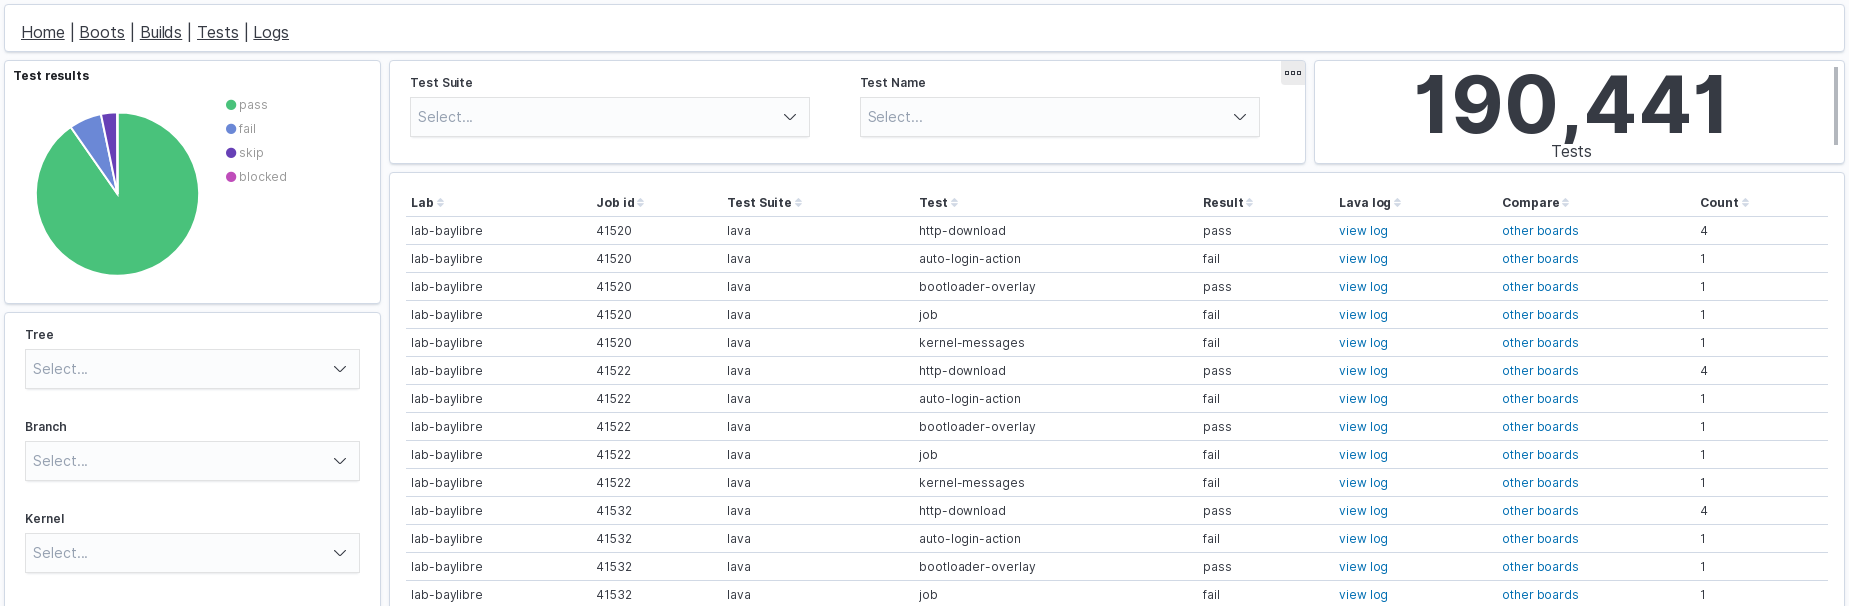 Home | Boots | Builds | Tests | Logs
Test results
pass
fail
skip
blocked
Test Suite Test Name
Select... Select...
190,441
Tests
Tree
Select...
Branch
Select...
Kernel
Select...
Lab Job id Test Suite Test Result Lava log Compare Count
lab-baylibre 41520 lava http-download pass view log other boards 4
lab-baylibre 41520 lava auto-login-action fail view log other boards 1
lab-baylibre 41520 lava bootloader-overlay pass view log other boards 1
lab-baylibre 41520 lava job fail view log other boards 1
lab-baylibre 41520 lava kernel-messages fail view log other boards 1
lab-baylibre 41522 lava http-download pass view log other boards 4
lab-baylibre 41522 lava auto-login-action fail view log other boards 1
lab-baylibre 41522 lava bootloader-overlay pass view log other boards 1
lab-baylibre 41522 lava job fail view log other boards 1
lab-baylibre 41522 lava kernel-messages fail view log other boards 1
lab-baylibre 41532 lava http-download pass view log other boards 4
lab-baylibre 41532 lava auto-login-action fail view log other boards 1
lab-baylibre 41532 lava bootloader-overlay pass view log other boards 1
lab-baylibre 41532 lava job fail view log other boards 1